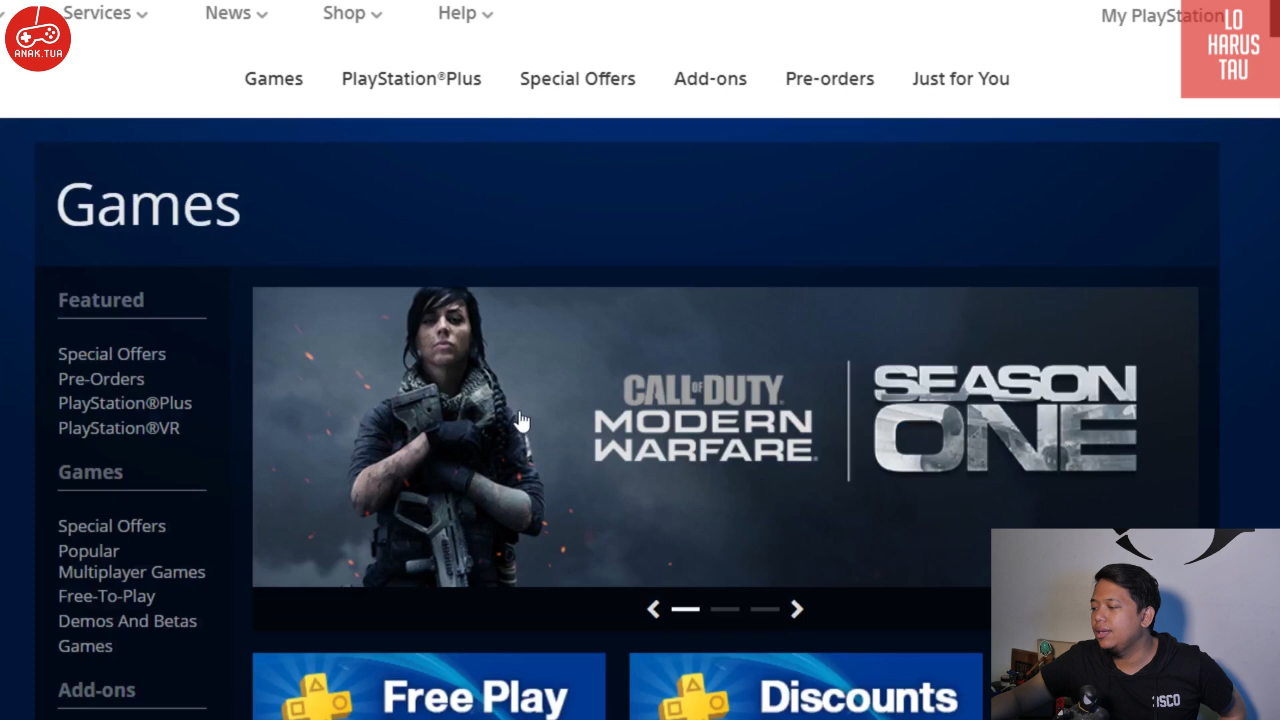 Services
News
Shop
Help
My PlayStation
ANAK.TUA
LO
HARUS
TAU
Games
PlayStation®Plus
Special Offers
Add-ons
Pre-orders
Just for You
Games
Featured
Special Offers
Pre-Orders
PlayStation®Plus
PlayStation®VR
Games
Special Offers
Popular
Multiplayer Games
Free-To-Play
Demos And Betas
Games
Add-ons
CALL OF DUTY.
MODERN
WARFARE.
SEASON
ONE
Free Play
Discounts